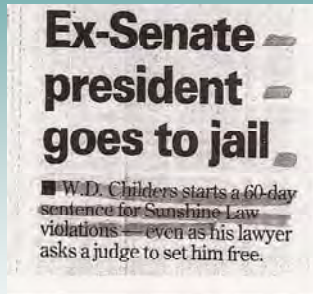 Ex-Senate
president
goes to jail
■ W.D. Childers starts a 60-day
sentence for Sunshine Law
violations — even as his lawyer
asks a judge to set him free.